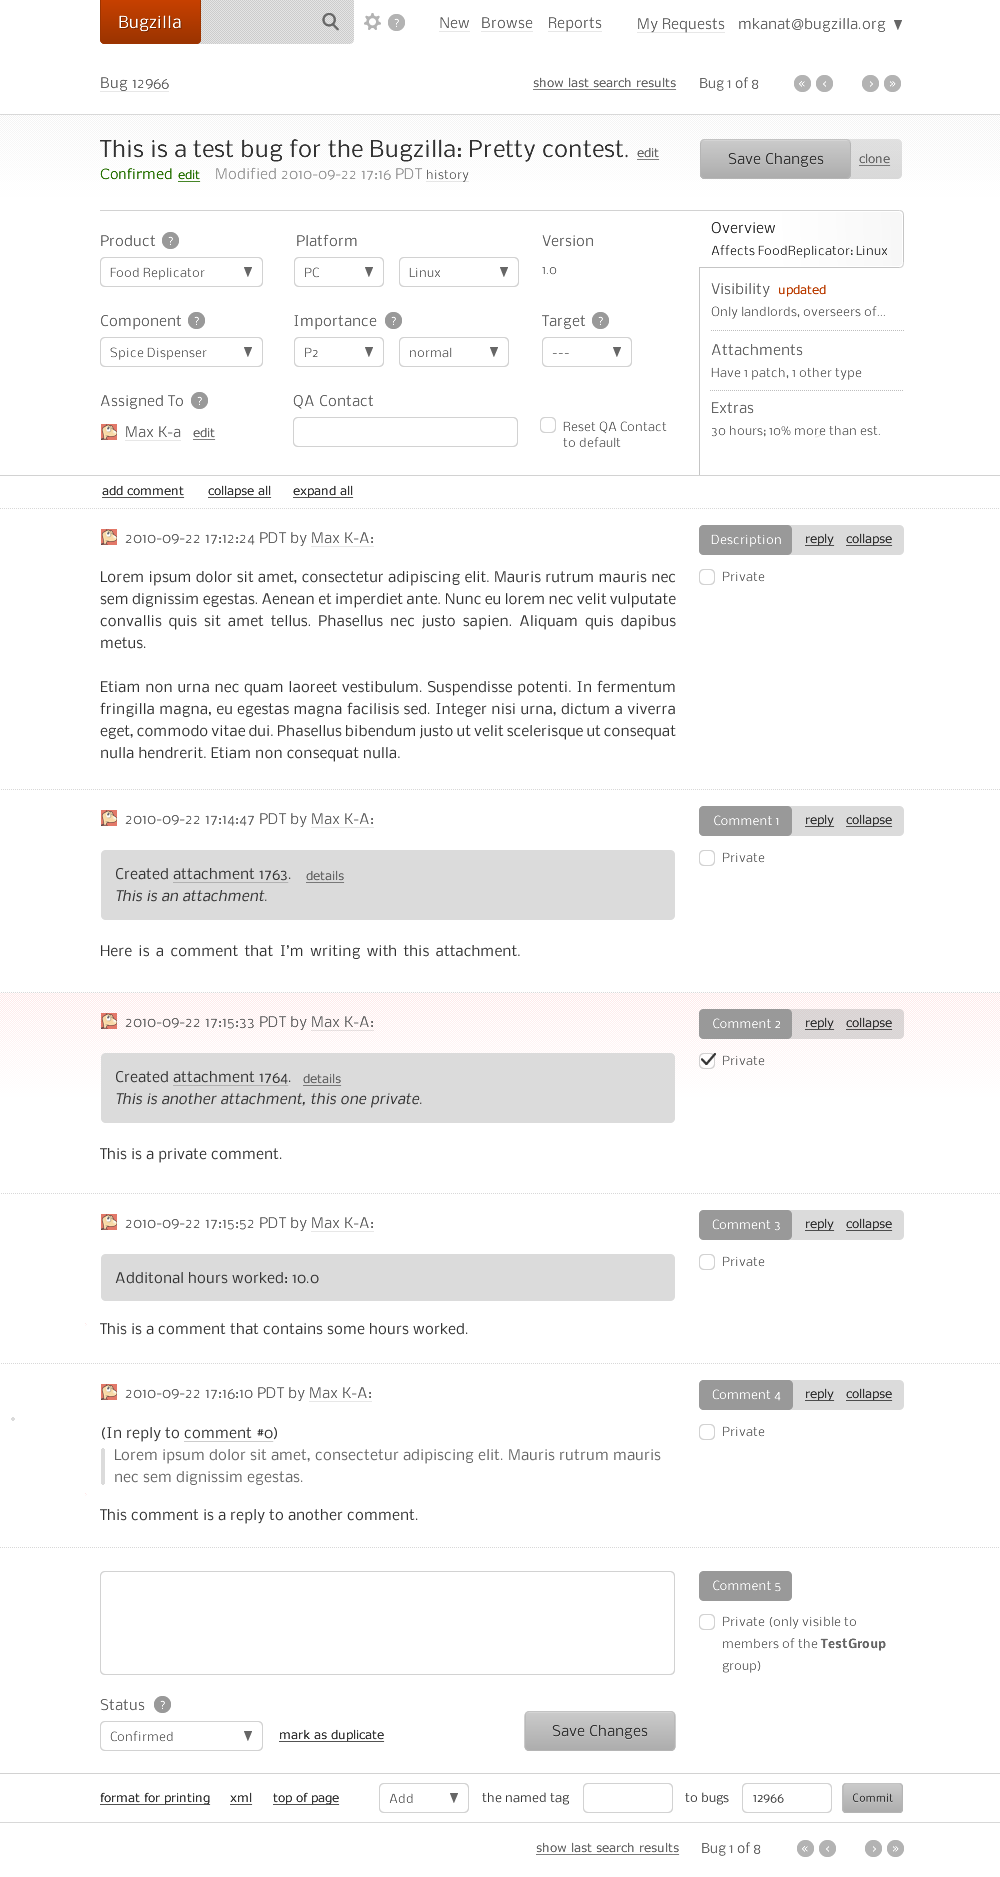 Bugzilla ? New Browse Reports My Requests mkanat@bugzilla.org ▼
Bug 12966 show last search results Bug 1 of 8 « ‹ › »
This is a test bug for the Bugzilla: Pretty contest. edit Save Changes clone
Confirmed edit Modified 2010-09-22 17:16 PDT history
Product ? Platform Version
Food Replicator ▼ PC ▼ Linux ▼ 1.0
Component ? Importance ? Target ?
Spice Dispenser ▼ P2 ▼ normal ▼ --- ▼
Assigned To ? QA Contact
Max K-a edit Reset QA Contact
to default
Overview
Affects FoodReplicator: Linux
Visibility updated
Only landlords, overseers of...
Attachments
Have 1 patch, 1 other type
Extras
30 hours; 10% more than est.
add comment collapse all expand all
2010-09-22 17:12:24 PDT by Max K-A: Description reply collapse
Private
Lorem ipsum dolor sit amet, consectetur adipiscing elit. Mauris rutrum mauris nec
sem dignissim egestas. Aenean et imperdiet ante. Nunc eu lorem nec velit vulputate
convallis quis sit amet tellus. Phasellus nec justo sapien. Aliquam quis dapibus
metus.
Etiam non urna nec quam laoreet vestibulum. Suspendisse potenti. In fermentum
fringilla magna, eu egestas magna facilisis sed. Integer nisi urna, dictum a viverra
eget, commodo vitae dui. Phasellus bibendum justo ut velit scelerisque ut consequat
nulla hendrerit. Etiam non consequat nulla.
2010-09-22 17:14:47 PDT by Max K-A: Comment 1 reply collapse
Private
Created attachment 1763. details
This is an attachment.
Here is a comment that I'm writing with this attachment.
2010-09-22 17:15:33 PDT by Max K-A: Comment 2 reply collapse
Private
Created attachment 1764. details
This is another attachment, this one private.
This is a private comment.
2010-09-22 17:15:52 PDT by Max K-A: Comment 3 reply collapse
Private
Additonal hours worked: 10.0
This is a comment that contains some hours worked.
2010-09-22 17:16:10 PDT by Max K-A: Comment 4 reply collapse
Private
(In reply to comment #0)
Lorem ipsum dolor sit amet, consectetur adipiscing elit. Mauris rutrum mauris
nec sem dignissim egestas.
This comment is a reply to another comment.
Comment 5
Private (only visible to
members of the TestGroup
group)
Status ?
Confirmed ▼ mark as duplicate Save Changes
format for printing xml top of page Add ▼ the named tag to bugs 12966 Commit
show last search results Bug 1 of 8 « ‹ › »